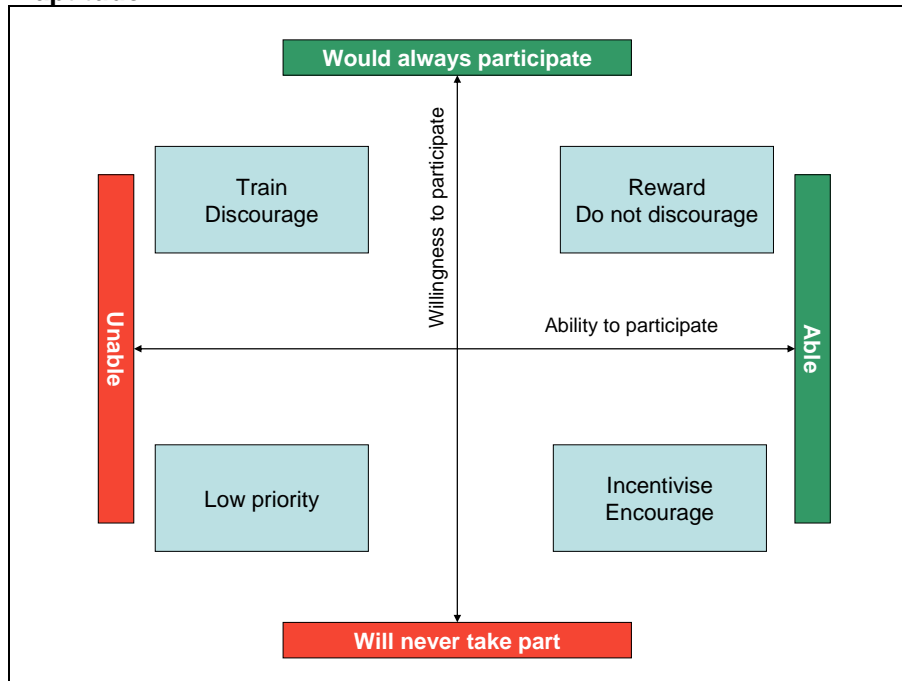 Would always participate
Train
Discourage
Reward
Do not discourage
Willingness to participate
Unable
Ability to participate
Able
Low priority
Incentivise
Encourage
Will never take part